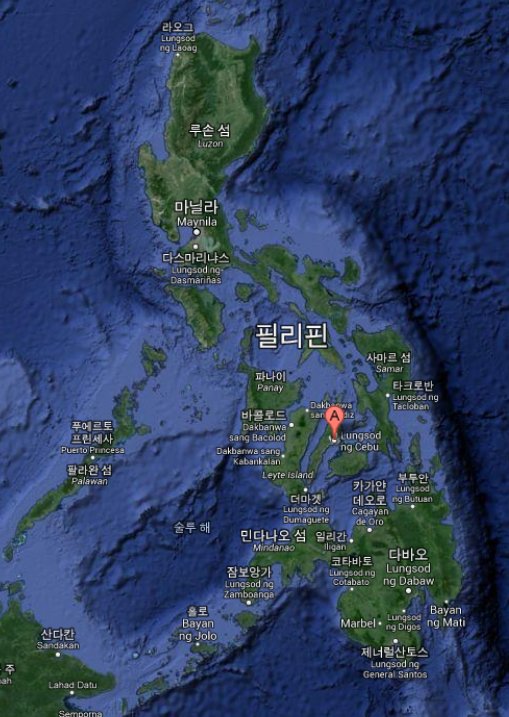 라오그
Lungsod
ng Laoag
루손 섬
Luzon
마닐라
Maynila
다스마리냐스
Lungsod ng
Dasmariñas
필리핀
사마르 섬
Samar
파나이
Panay
타크로반
Lungsod ng
Tacloban
바콜로드
Dakbanwa
sang Bacolod
A
Lungsod
ng Cebu
푸에르토
프린세사
Puerto Princesa
Dakbanwa sang
Kabankalan
팔라완 섬
Palawan
Leyte Island
카가얀
데오로
Cagayan
de Oro
부투안
Lungsod
ng Butuan
더마겟
Lungsod ng
Dumaguete
술루 해
민다나오 섬
Mindanao
일리간
Iligan
다바오
Lungsod
ng Dabaw
코타바토
Lungsod ng
Cotabato
잠보앙가
Lungsod ng
Zamboanga
홀로
Bayan
ng Jolo
Bayan
ng Mati
Marbel
Lungsod
ng Digos
산다칸
Sandakan
제너럴산토스
Lungsod ng
General Santos
주
Lahad Datu
Semporna